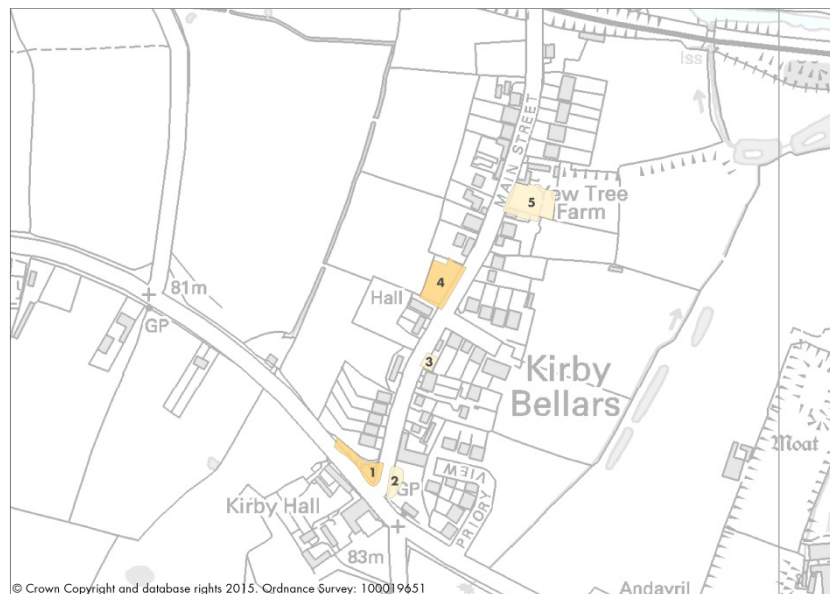 Iss
MAIN STREET
5
ew Tree
Farm
4
81m
Hall
GP
3
Kirby
Bellars
Moat
1
2
GP
VIEW
PRIORY
Kirby Hall
83m
Andavril
© Crown Copyright and database rights 2015. Ordnance Survey: 100019651